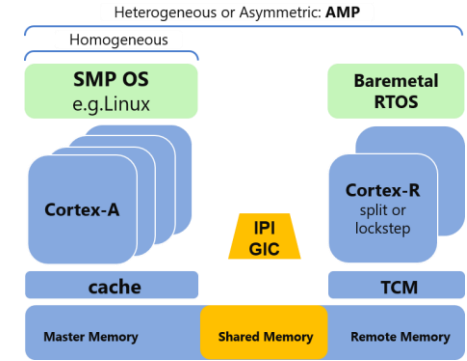 Heterogeneous or Asymmetric: AMP
Homogeneous
SMP OS
e.g.Linux
Baremetal
RTOS
Cortex-A
Cortex-R
split or
lockstep
IPI
GIC
cache
TCM
Master Memory
Shared Memory
Remote Memory